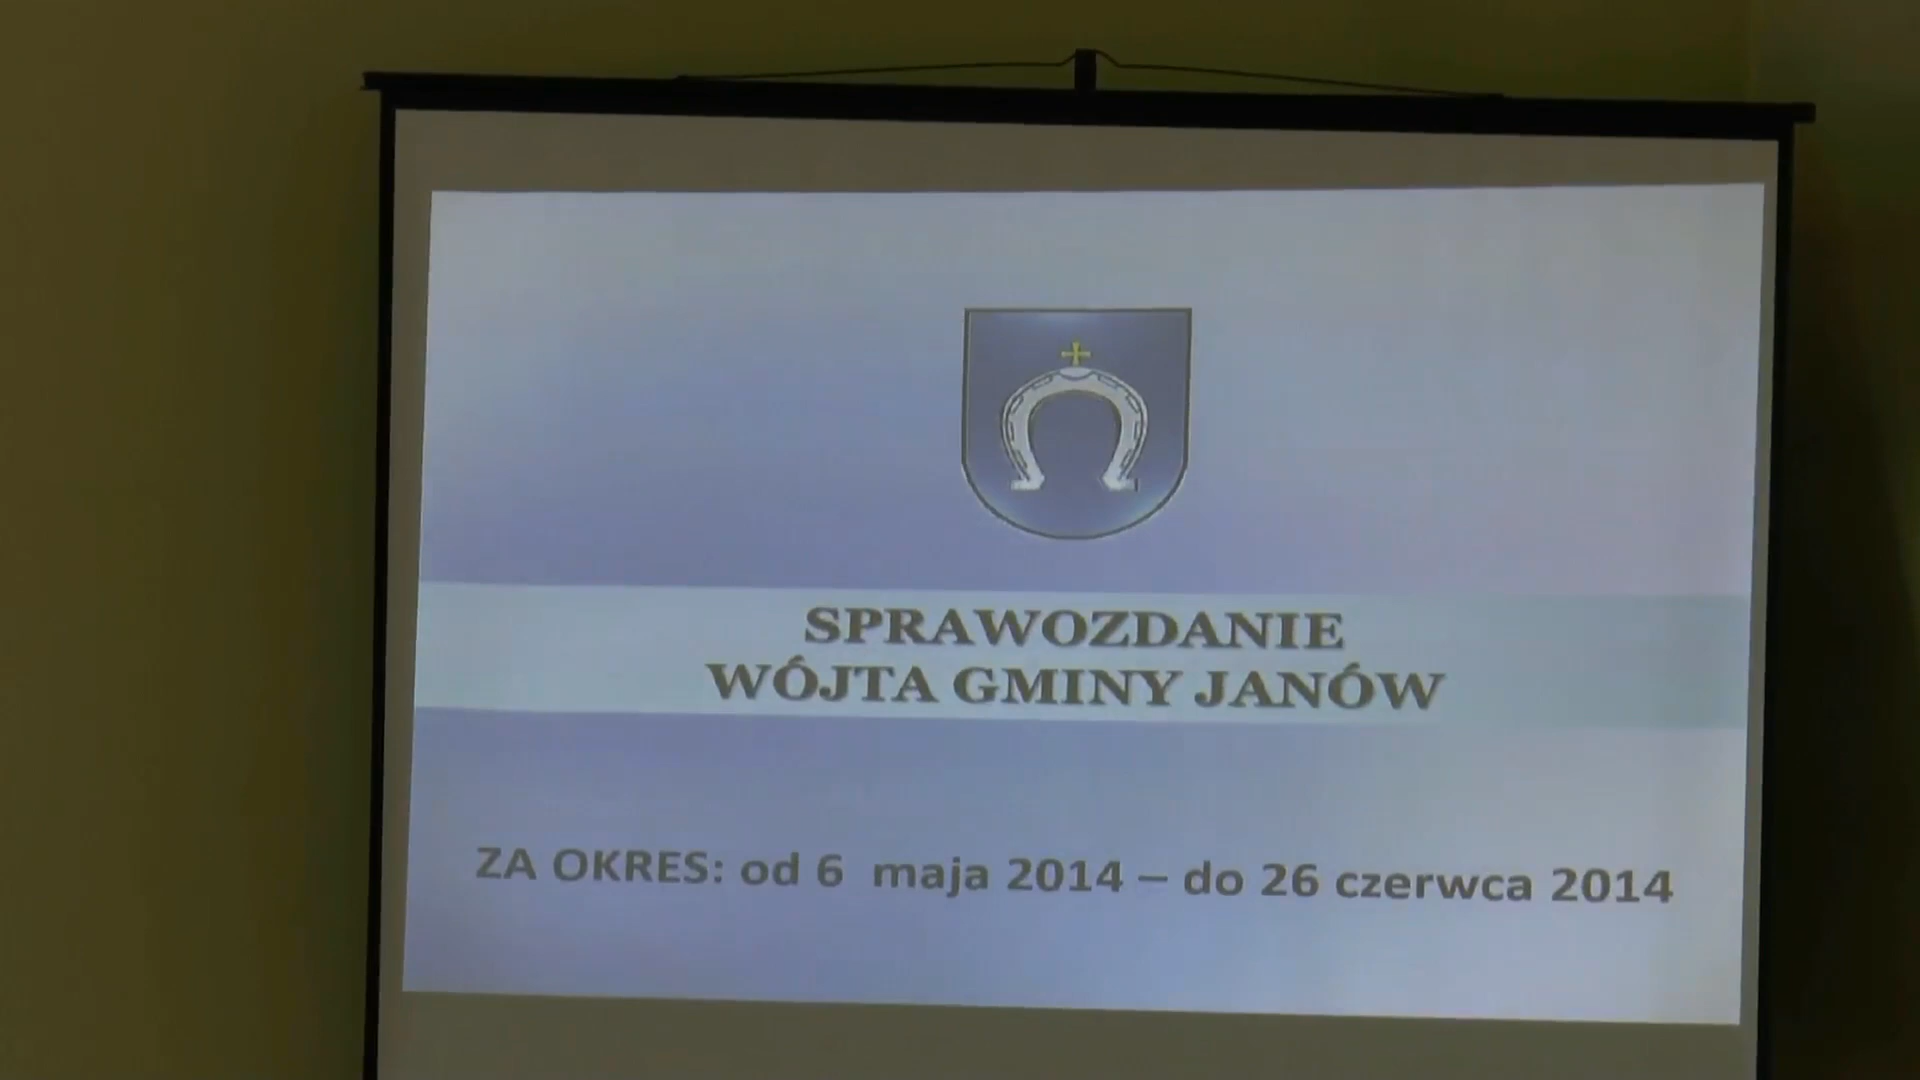 SPRAWOZDANIE
WÓJTA GMINY JANÓW
ZA OKRES: od 6 maja 2014 – do 26 czerwca 2014